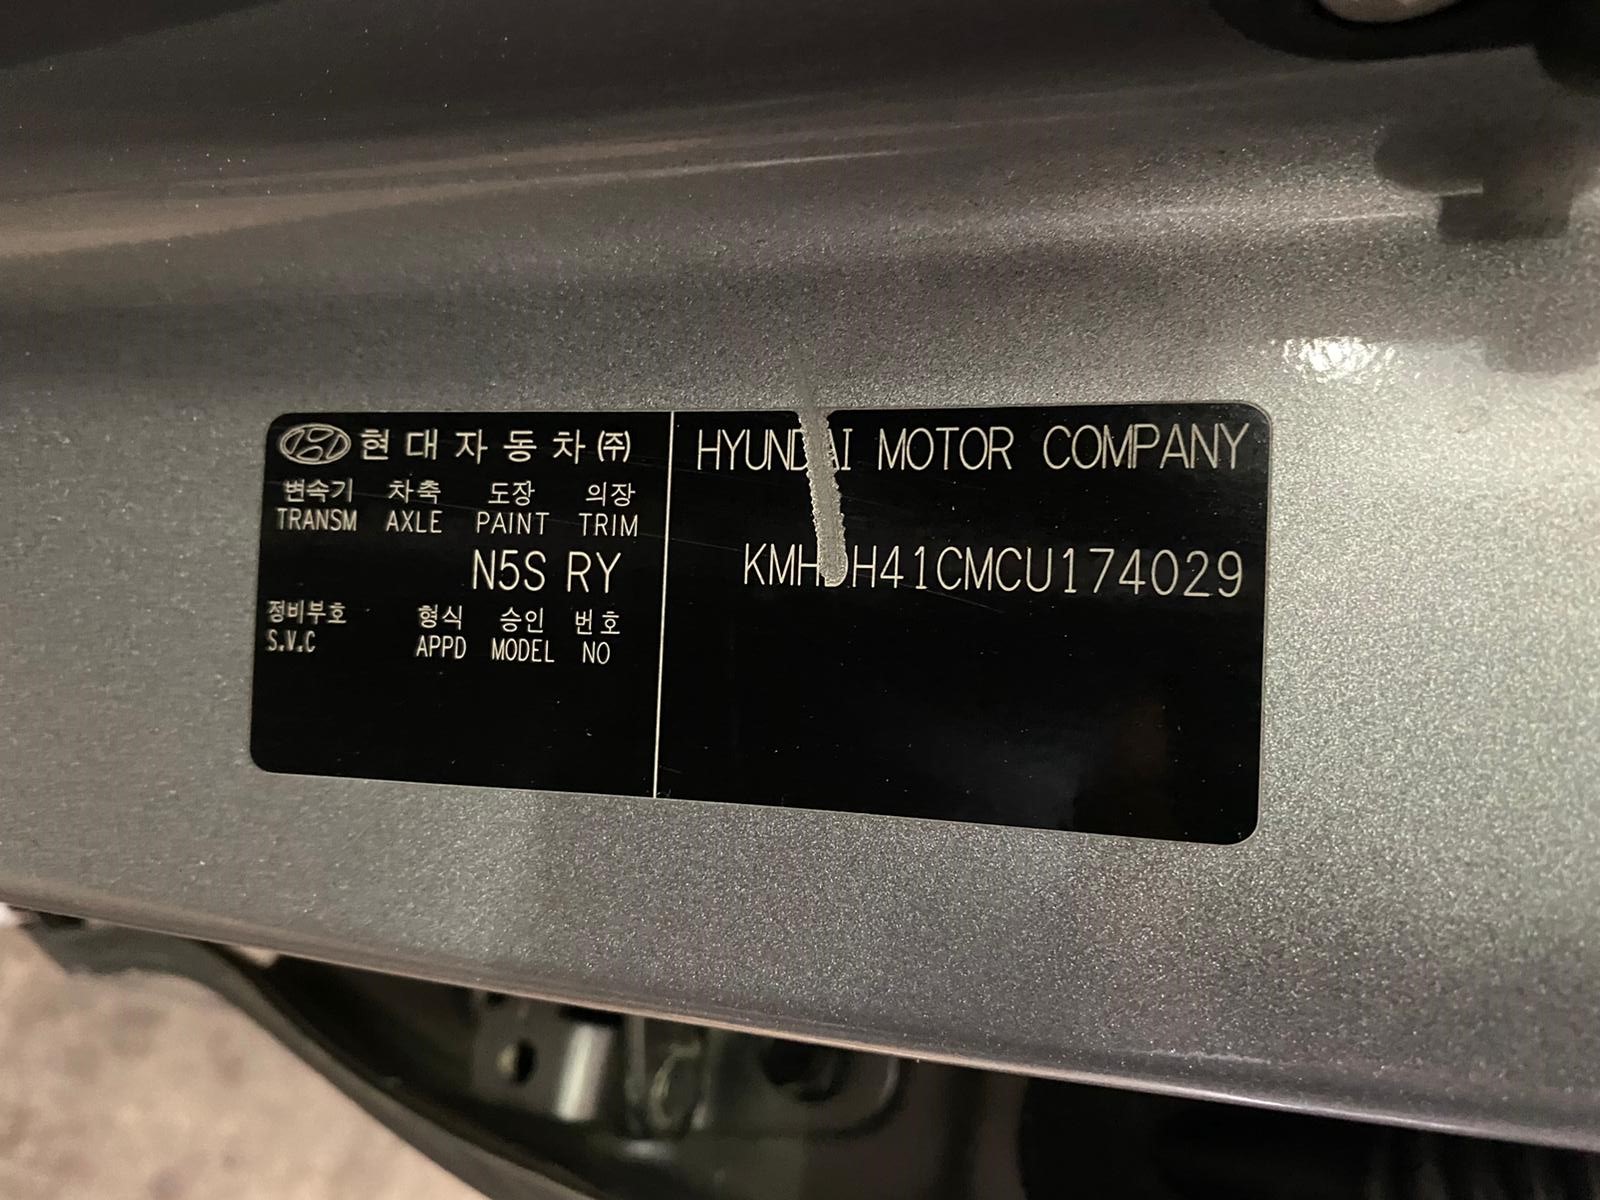 현대자동차㈜
변속기 차축 도장 의장
TRANSM AXLE PAINT TRIM
N5S RY
정비부호 형식 승인 번호
S.V.C APPD MODEL NO
HYUNDAI MOTOR COMPANY
KMHDH41CMCU174029